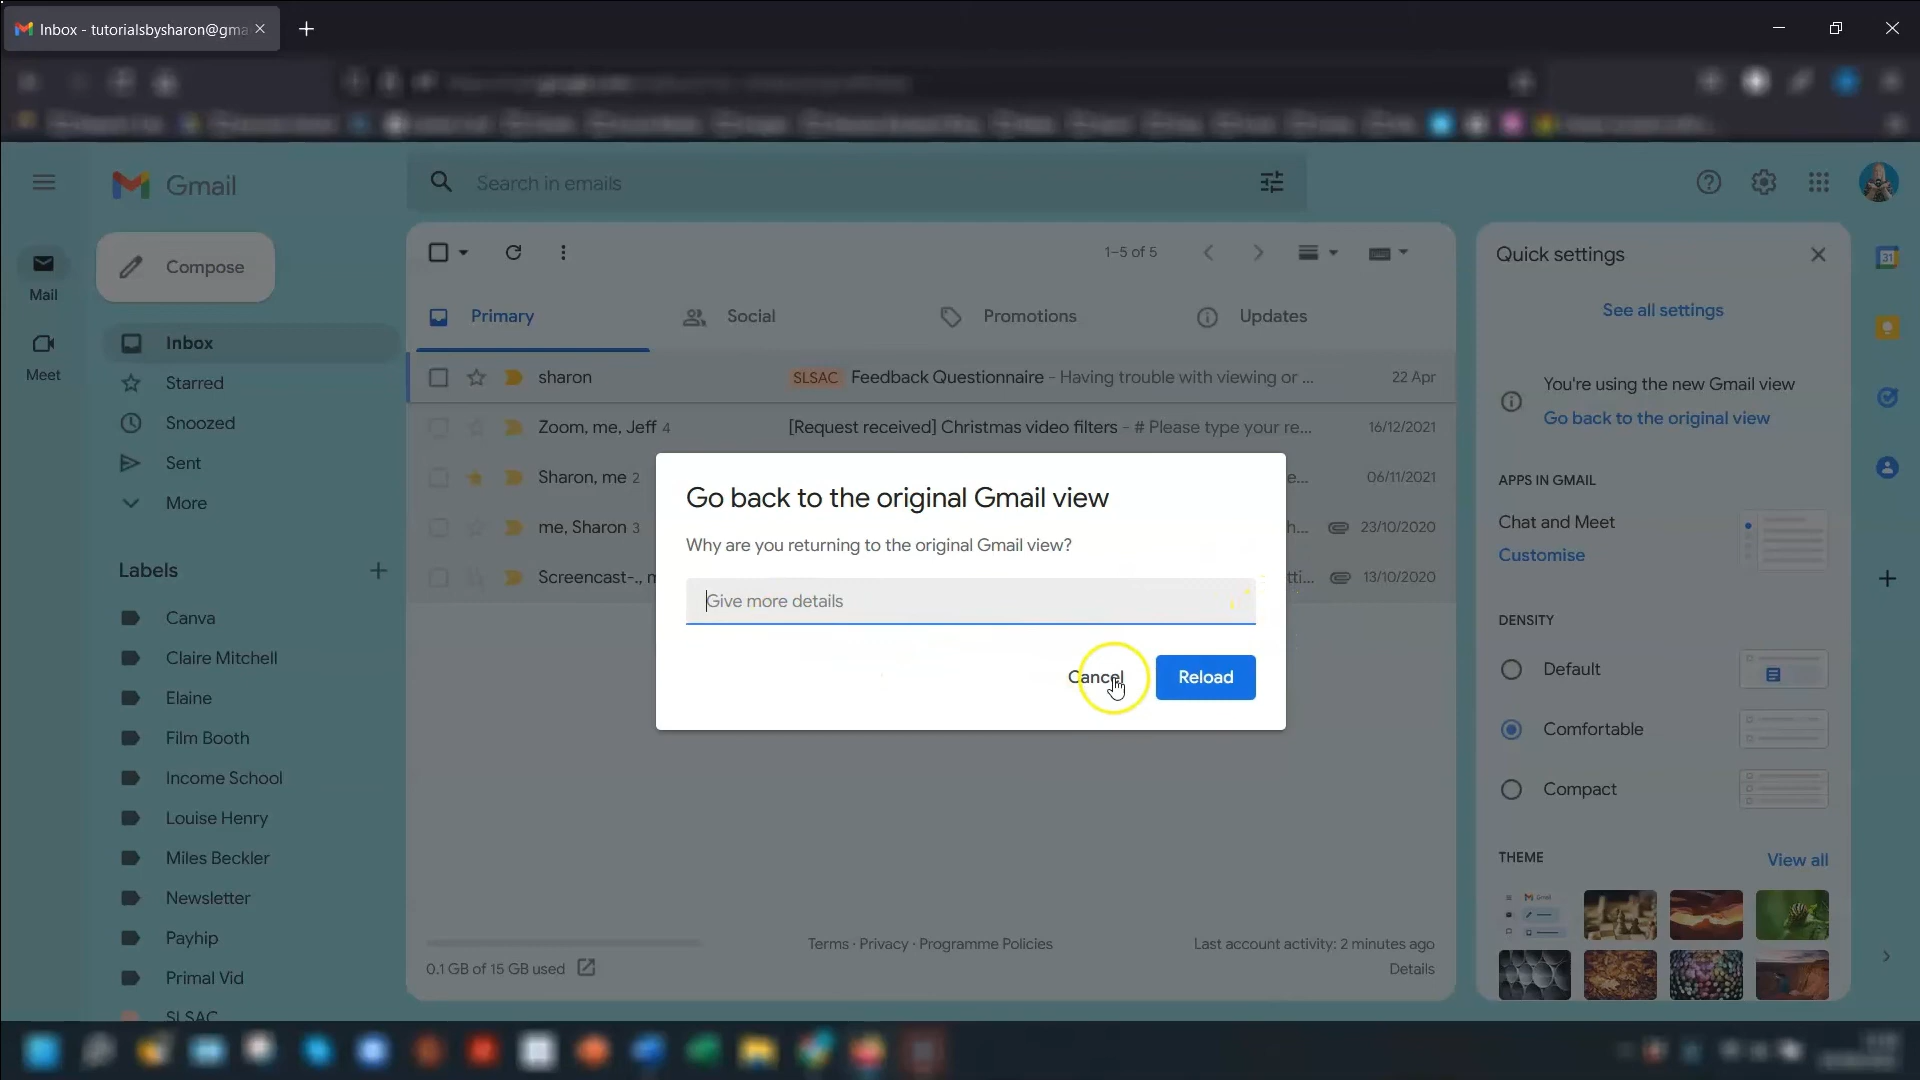 Inbox - tutorialsbysharon@gma
Gmail
Search in emails
Compose
Mail
Meet
Inbox
Starred
Snoozed
Sent
More
Labels
Canva
Claire Mitchell
Elaine
Film Booth
Income School
Louise Henry
Miles Beckler
Newsletter
Payhip
Primal Vid
SLSAC
1–5 of 5
Primary
Social
Promotions
Updates
sharon SLSAC Feedback Questionnaire - Having trouble with viewing or ... 22 Apr
Zoom, me, Jeff 4 [Request received] Christmas video filters - # Please type your re... 16/12/2021
Sharon, me 2 e... 06/11/2021
me, Sharon 3 h... 23/10/2020
Screencast-., m tti... 13/10/2020
Go back to the original Gmail view
Why are you returning to the original Gmail view?
Give more details
Cancel
Reload
0.1 GB of 15 GB used
Terms · Privacy · Programme Policies
Last account activity: 2 minutes ago
Details
Quick settings
See all settings
You're using the new Gmail view
Go back to the original view
APPS IN GMAIL
Chat and Meet
Customise
DENSITY
Default
Comfortable
Compact
THEME
View all
Gmail
31